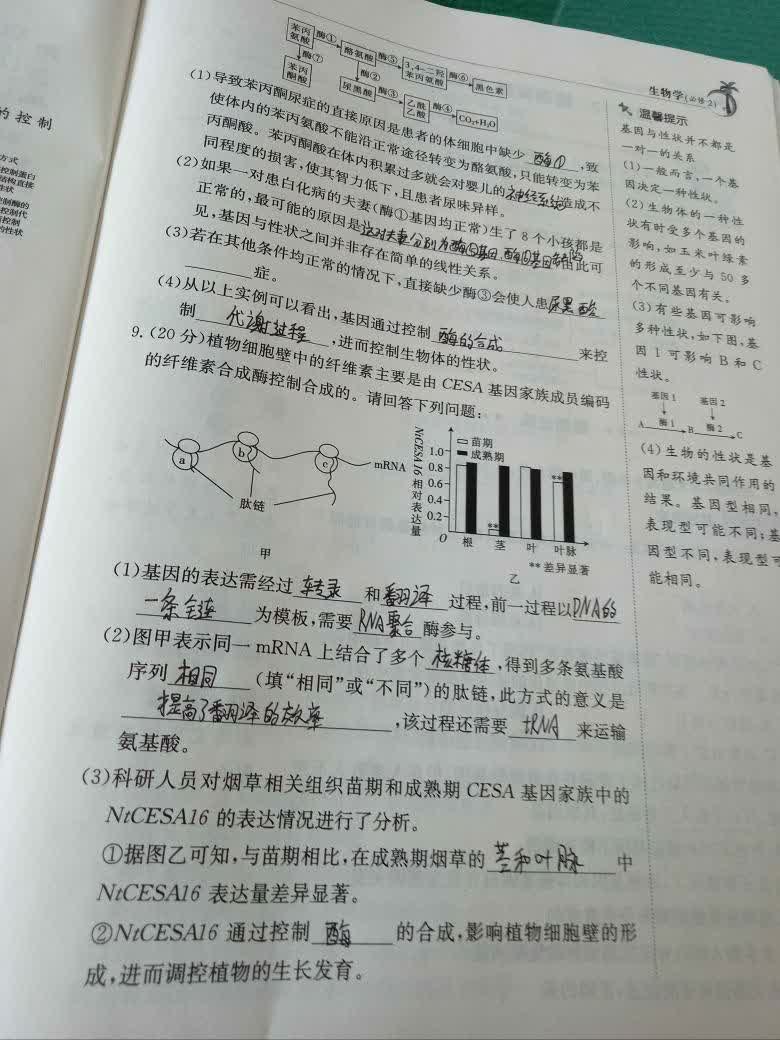 苯丙氨酸 酶① 酪氨酸 酶⑤ 3,4-二羟苯丙氨酸 酶⑥ 黑色素
酶⑦ 酶②
苯丙酮酸 尿黑酸 酶③ 乙酰乙酸 酶④ CO₂+H₂O
(1)导致苯丙酮尿症的直接原因是患者的体细胞中缺少 酶① ,致
使体内的苯丙氨酸不能沿正常途径转变为酪氨酸,只能转变为苯
丙酮酸。苯丙酮酸在体内积累过多就会对婴儿的神经系统造成不
同程度的损害,使其智力低下,且患者尿味异样。
(2)如果一对患白化病的夫妻(酶①基因均正常)生了8个小孩都是
正常的,最可能的原因是这对夫妻分别为酶⑤基因、酶⑥基因缺陷由此可
见,基因与性状之间并非存在简单的线性关系。
(3)若在其他条件均正常的情况下,直接缺少酶③会使人患尿黑酸
症。
(4)从以上实例可以看出,基因通过控制 酶的合成 来控
制 代谢过程 ,进而控制生物体的性状。
9.(20分)植物细胞壁中的纤维素主要是由CESA基因家族成员编码
的纤维素合成酶控制合成的。请回答下列问题:
a b c mRNA
肽链
甲
NtCESA16相对表达量
苗期
成熟期
1.0
0.8
0.6
0.4
0.2
O
** **
根 茎 叶 叶脉
**差异显著
乙
(1)基因的表达需经过 转录 和 翻译 过程,前一过程以DNA的
一条链 为模板,需要 RNA聚合 酶参与。
(2)图甲表示同一mRNA上结合了多个 核糖体 ,得到多条氨基酸
序列 相同 (填“相同”或“不同”)的肽链,此方式的意义是
提高了翻译的效率 ,该过程还需要 tRNA 来运输
氨基酸。
(3)科研人员对烟草相关组织苗期和成熟期CESA基因家族中的
NtCESA16的表达情况进行了分析。
①据图乙可知,与苗期相比,在成熟期烟草的 茎和叶脉 中
NtCESA16表达量差异显著。
②NtCESA16通过控制 酶 的合成,影响植物细胞壁的形
成,进而调控植物的生长发育。
生物学(必修2)
温馨提示
基因与性状并不都是
一对一的关系
(1)一般而言,一个基
因决定一种性状。
(2)生物体的一种性
状有时受多个基因的
影响,如玉米叶绿素
的形成至少与50多
个不同基因有关。
(3)有些基因可影响
多种性状,如下图,基
因1可影响B和C
性状。
基因1 基因2
酶1 酶2
A B C
(4)生物的性状是基
因和环境共同作用的
结果。基因型相同,
表现型可能不同;基
因型不同,表现型可
能相同。
的控制
方式
控制蛋白
结构直接
性状
控制酶的
控制代
控制
的性状